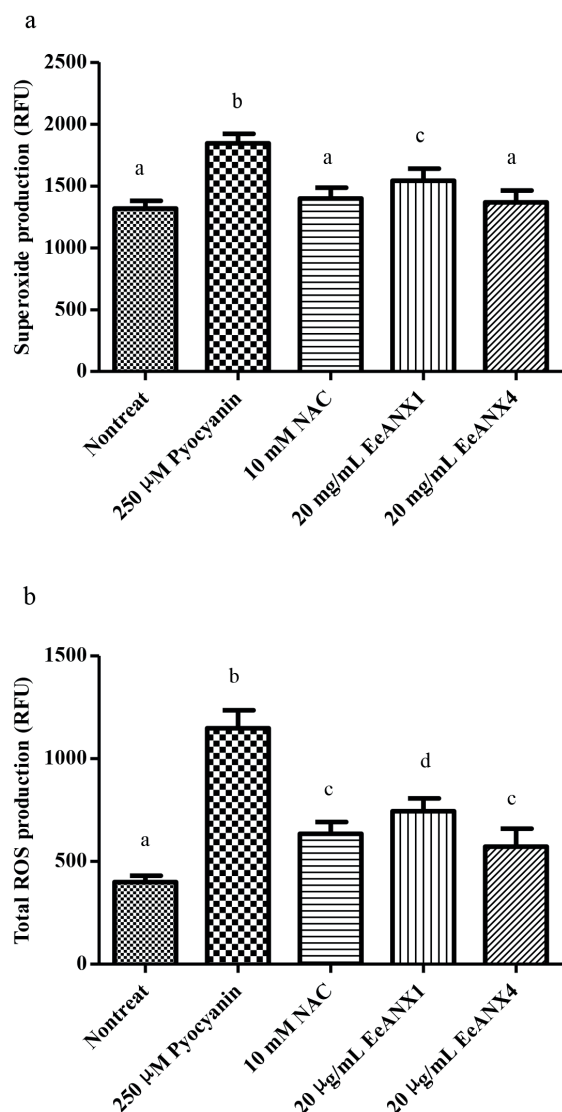 a
Superoxide production (RFU)
2500
2000
1500
1000
500
0
a
b
a
c
a
Nontreat
250 μM Pyocyanin
10 mM NAC
20 mg/mL EeANX1
20 mg/mL EeANX4
b
Total ROS production (RFU)
1500
1000
500
0
a
b
c
d
c
Nontreat
250 μM Pyocyanin
10 mM NAC
20 μg/mL EeANX1
20 μg/mL EeANX4